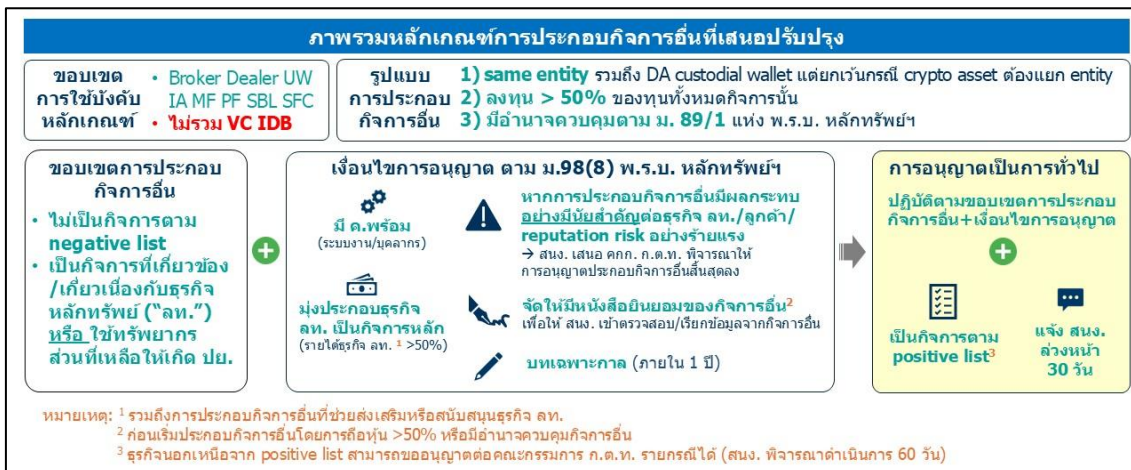 ภาพรวมหลักเกณฑ์การประกอบกิจการอื่นที่เสนอปรับปรุง
ขอบเขต
การใช้บังคับ
หลักเกณฑ์
• Broker Dealer UW
IA MF PF SBL SFC
• ไม่รวม VC IDB
รูปแบบ
การประกอบ
กิจการอื่น
1) same entity รวมถึง DA custodial wallet แต่ยกเว้นกรณี crypto asset ต้องแยก entity
2) ลงทุน > 50% ของทุนทั้งหมดกิจการนั้น
3) มีอำนาจควบคุมตาม ม. 89/1 แห่ง พ.ร.บ. หลักทรัพย์ฯ
ขอบเขตการประกอบ
กิจการอื่น
• ไม่เป็นกิจการตาม
negative list
• เป็นกิจการที่เกี่ยวข้อง
/เกี่ยวเนื่องกับธุรกิจ
หลักทรัพย์ ("ลท.")
หรือ ใช้ทรัพยากร
ส่วนที่เหลือให้เกิด ปย.
เงื่อนไขการอนุญาต ตาม ม.98(8) พ.ร.บ. หลักทรัพย์ฯ
มี ค.พร้อม
(ระบบงาน/บุคลากร)
มุ่งประกอบธุรกิจ
ลท. เป็นกิจการหลัก
(รายได้ธุรกิจ ลท. ¹ >50%)
หากการประกอบกิจการอื่นมีผลกระทบ
อย่างมีนัยสำคัญต่อธุรกิจ ลท./ลูกค้า/
reputation risk อย่างร้ายแรง
→ สนง. เสนอ คกก. ก.ต.ท. พิจารณาให้
การอนุญาตประกอบกิจการอื่นสิ้นสุดลง
จัดให้มีหนังสือยินยอมของกิจการอื่น²
เพื่อให้ สนง. เข้าตรวจสอบ/เรียกข้อมูลจากกิจการอื่น
บทเฉพาะกาล (ภายใน 1 ปี)
การอนุญาตเป็นการทั่วไป
ปฏิบัติตามขอบเขตการประกอบ
กิจการอื่น+เงื่อนไขการอนุญาต
เป็นกิจการตาม
positive list³
แจ้ง สนง.
ล่วงหน้า
30 วัน
หมายเหตุ: ¹ รวมถึงการประกอบกิจการอื่นที่ช่วยส่งเสริมหรือสนับสนุนธุรกิจ ลท.
² ก่อนเริ่มประกอบกิจการอื่นโดยการถือหุ้น >50% หรือมีอำนาจควบคุมกิจการอื่น
³ ธุรกิจนอกเหนือจาก positive list สามารถขออนุญาตต่อคณะกรรมการ ก.ต.ท. รายกรณีได้ (สนง. พิจารณาดำเนินการ 60 วัน)